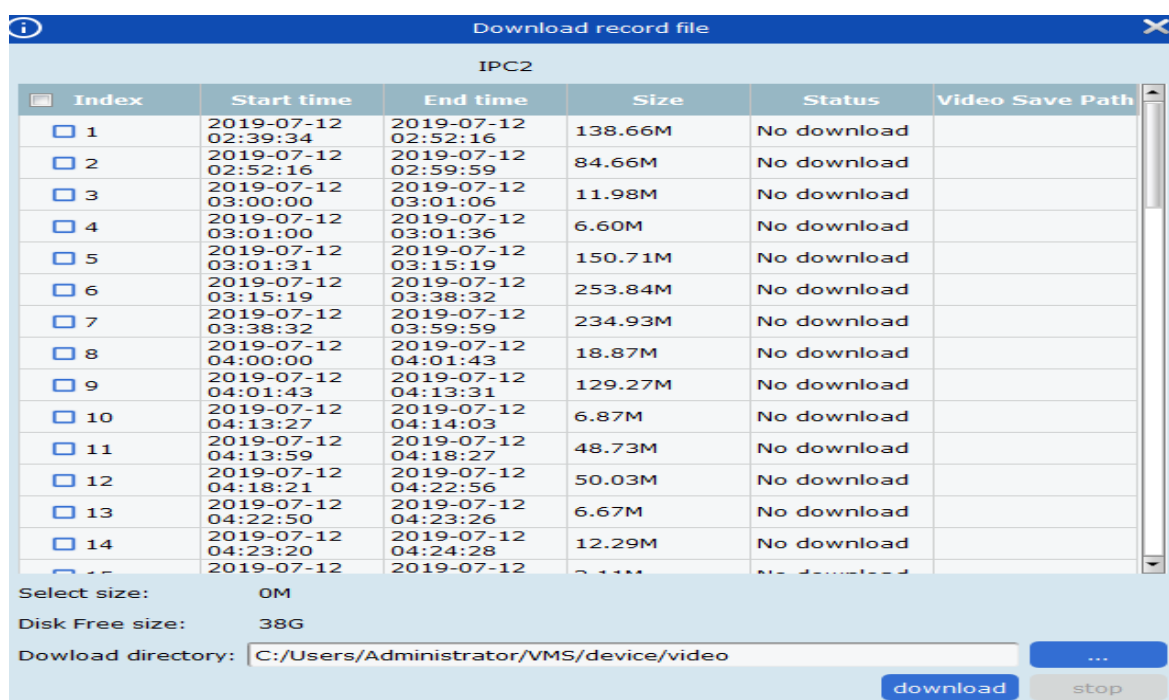 Download record file
IPC2
Index Start time End time Size Status Video Save Path
1 2019-07-12 02:39:34 2019-07-12 02:52:16 138.66M No download
2 2019-07-12 02:52:16 2019-07-12 02:59:59 84.66M No download
3 2019-07-12 03:00:00 2019-07-12 03:01:06 11.98M No download
4 2019-07-12 03:01:00 2019-07-12 03:01:36 6.60M No download
5 2019-07-12 03:01:31 2019-07-12 03:15:19 150.71M No download
6 2019-07-12 03:15:19 2019-07-12 03:38:32 253.84M No download
7 2019-07-12 03:38:32 2019-07-12 03:59:59 234.93M No download
8 2019-07-12 04:00:00 2019-07-12 04:01:43 18.87M No download
9 2019-07-12 04:01:43 2019-07-12 04:13:31 129.27M No download
10 2019-07-12 04:13:27 2019-07-12 04:14:03 6.87M No download
11 2019-07-12 04:13:59 2019-07-12 04:18:27 48.73M No download
12 2019-07-12 04:18:21 2019-07-12 04:22:56 50.03M No download
13 2019-07-12 04:22:50 2019-07-12 04:23:26 6.67M No download
14 2019-07-12 04:23:20 2019-07-12 04:24:28 12.29M No download
2019-07-12 2019-07-12
Select size: 0M
Disk Free size: 38G
Dowload directory: C:/Users/Administrator/VMS/device/video ...
download stop